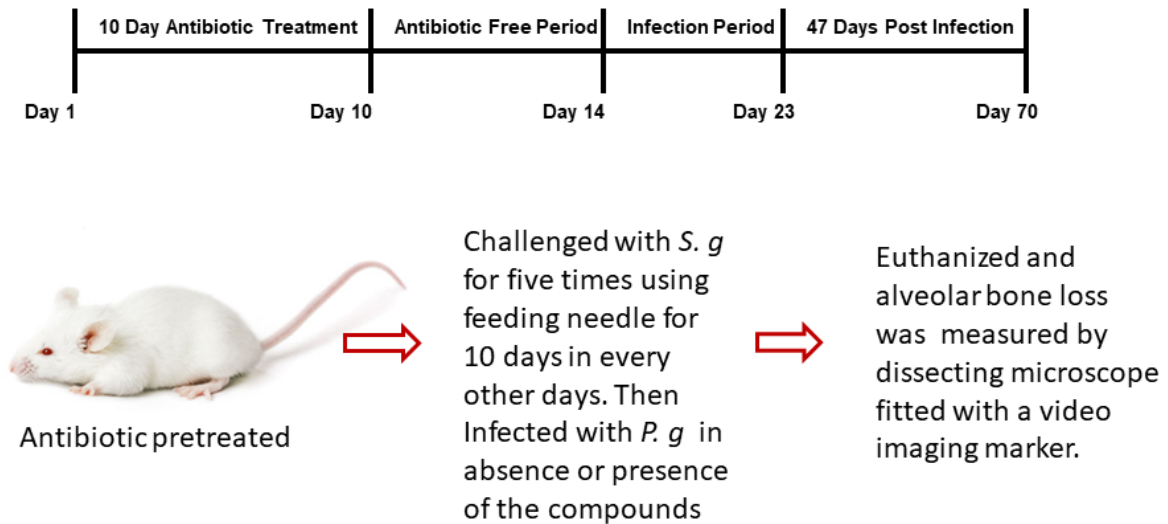 10 Day Antibiotic Treatment
Antibiotic Free Period
Infection Period
47 Days Post Infection
Day 1
Day 10
Day 14
Day 23
Day 70
Antibiotic pretreated
Challenged with S. g
for five times using
feeding needle for
10 days in every
other days. Then
Infected with P. g in
absence or presence
of the compounds
Euthanized and
alveolar bone loss
was measured by
dissecting microscope
fitted with a video
imaging marker.